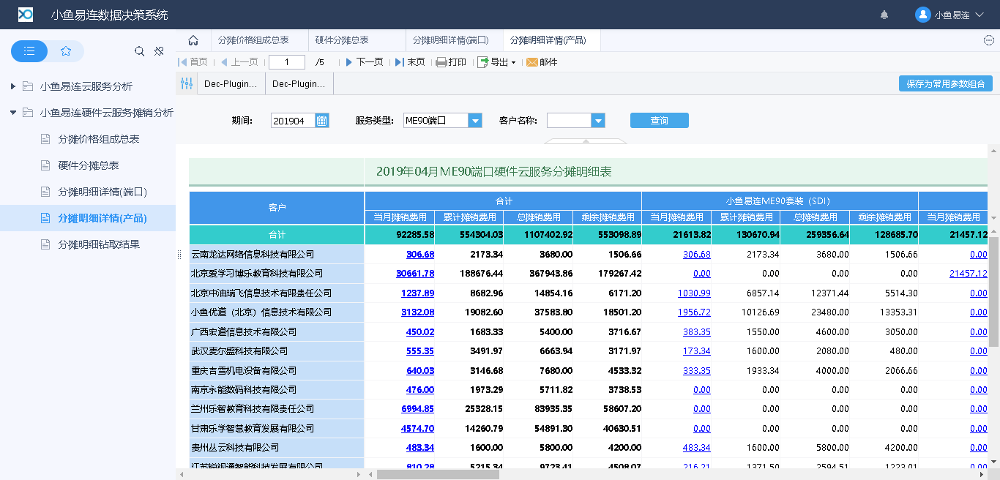 小鱼易连数据决策系统
小鱼易连
分摊价格组成总表 硬件分摊总表 分摊明细详情(端口) 分摊明细详情(产品)
首页 上一页 1 /5 下一页 末页 打印 导出 邮件
Dec-Plugin... Dec-Plugin... 保存为常用参数组合
小鱼易连云服务分析
小鱼易连硬件云服务摊销分析
分摊价格组成总表
硬件分摊总表
分摊明细详情(端口)
分摊明细详情(产品)
分摊明细钻取结果
期间: 201904 服务类型: ME90端口 客户名称: 查询
2019年04月ME90端口硬件云服务分摊明细表
客户 合计 小鱼易连ME90套装（SDI）
当月摊销费用 累计摊销费用 总摊销费用 剩余摊销费用 当月摊销费用 累计摊销费用 总摊销费用 剩余摊销费用 当月摊销费用
合计 92285.58 554304.03 1107402.92 553098.89 21613.82 130670.94 259356.64 128685.70 21457.12
云南龙达网络信息科技有限公司 306.68 2173.34 3680.00 1506.66 306.68 2173.34 3680.00 1506.66 0.00
北京爱学习博乐教育科技有限公司 30661.78 188676.44 367943.86 179267.42 0.00 0.00 0.00 0.00 21457.12
北京中油瑞飞信息技术有限责任公司 1237.89 8682.96 14854.16 6171.20 1030.99 6857.14 12371.44 5514.30 0.00
小鱼优道（北京）信息技术有限公司 3132.08 19082.60 37583.80 18501.20 1956.72 10126.69 23480.00 13353.31 0.00
广西宏道信息技术有限公司 450.02 1683.33 5400.00 3716.67 383.35 1550.00 4600.00 3050.00 0.00
武汉麦尔盛科技有限公司 555.35 3491.97 6663.94 3171.97 173.34 1600.00 2080.00 480.00 0.00
重庆吉雪机电设备有限公司 640.03 3146.68 7680.00 4533.32 333.35 1933.34 4000.00 2066.66 0.00
南京永能数码科技有限公司 476.00 1973.29 5711.82 3738.53 0.00 0.00 0.00 0.00 0.00
兰州乐智教育科技有限责任公司 6994.85 25328.15 83935.35 58607.20 0.00 0.00 0.00 0.00 0.00
甘肃乐学智慧教育发展有限公司 4574.70 14260.79 54891.30 40630.51 0.00 0.00 0.00 0.00 0.00
贵州丛云科技有限公司 483.34 1600.00 5800.00 4200.00 483.34 1600.00 5800.00 4200.00 0.00
江苏锐视通智能科技发展有限公司 810.28 5215.34 9723.41 4508.07 216.21 1371.50 2594.51 1223.01 0.00